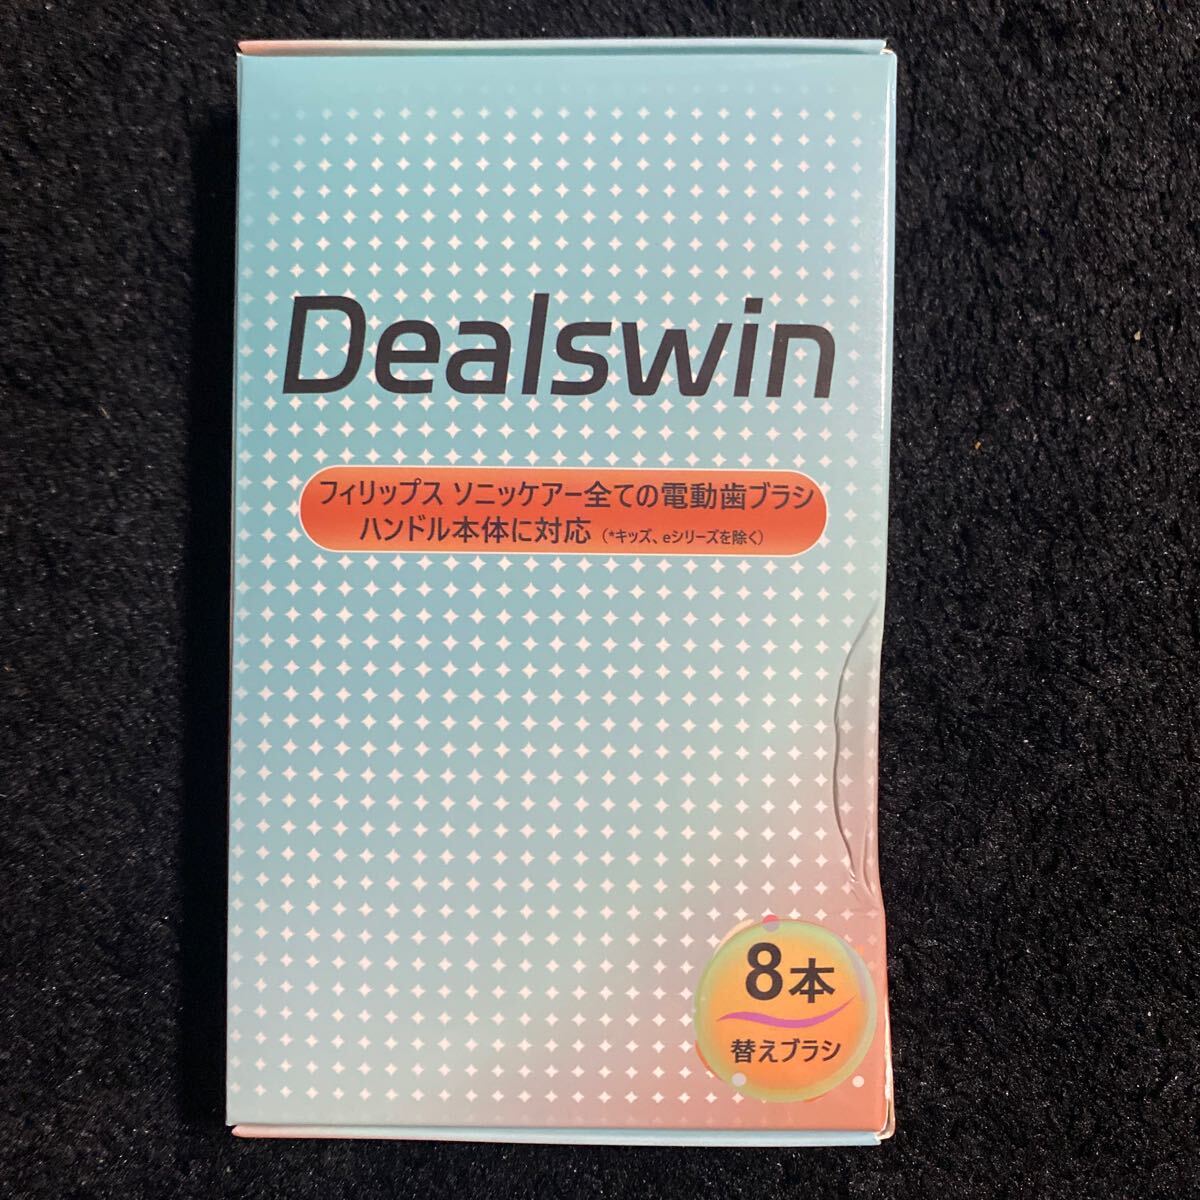 Dealswin
フィリップス ソニッケアー全ての電動歯ブラシ
ハンドル本体に対応 (*キッズ、eシリーズを除く)
8本
替えブラシ